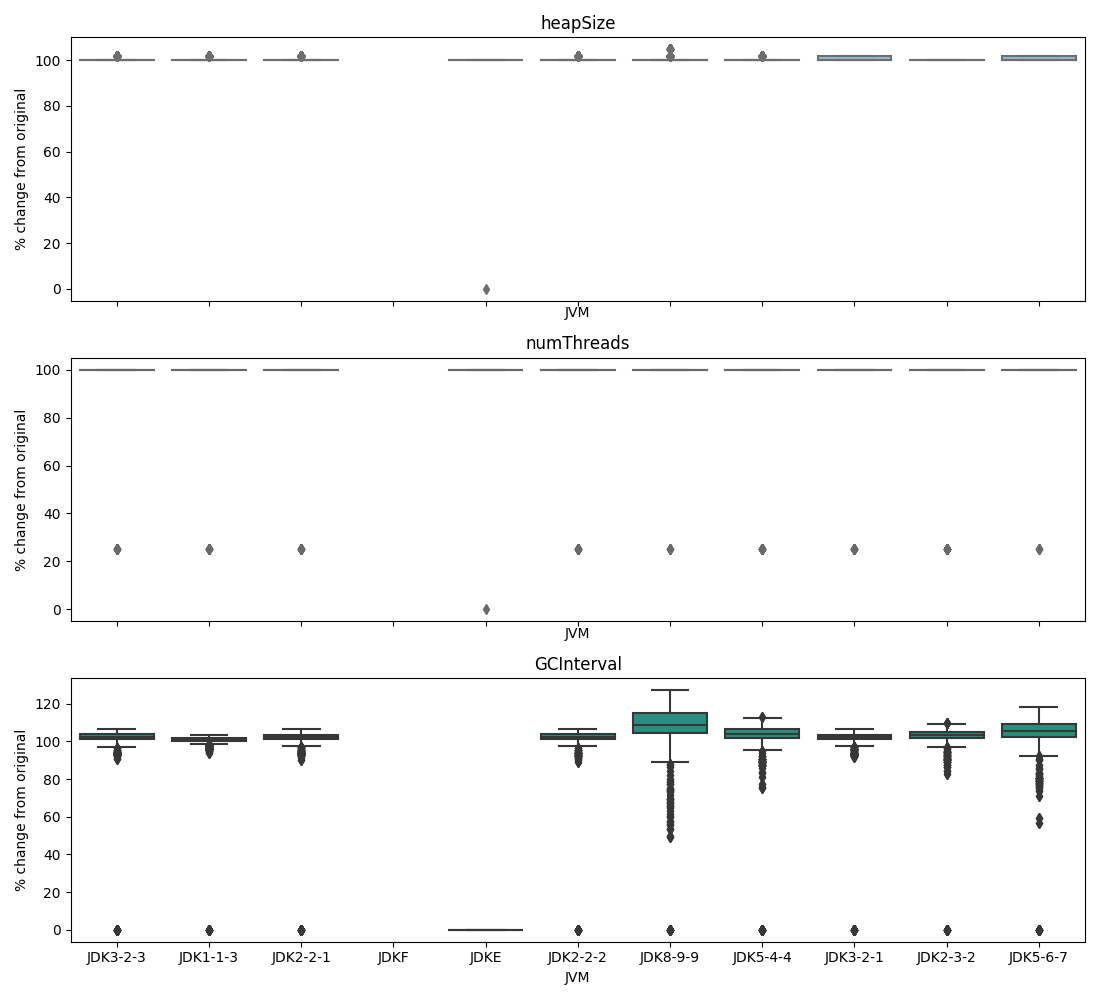 heapSize
100
80
60
40
20
0
% change from original
JVM
numThreads
100
80
60
40
20
0
% change from original
JVM
GCInterval
120
100
80
60
40
20
0
% change from original
JDK3-2-3 JDK1-1-3 JDK2-2-1 JDKF JDKE JDK2-2-2 JDK8-9-9 JDK5-4-4 JDK3-2-1 JDK2-3-2 JDK5-6-7
JVM